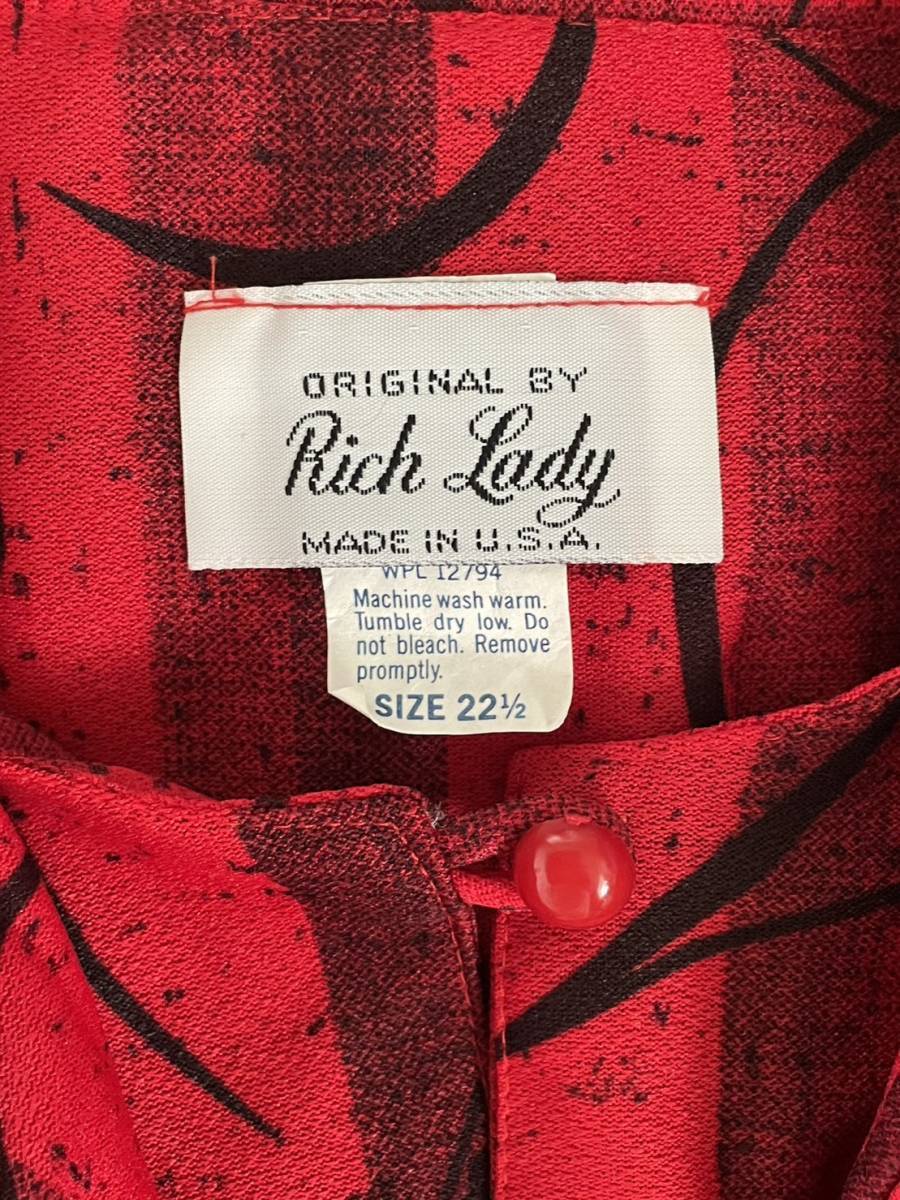 ORIGINAL BY
Rich Lady
MADE IN U.S.A.
WPL 12794
Machine wash warm.
Tumble dry low. Do
not bleach. Remove
promptly.
SIZE 22½